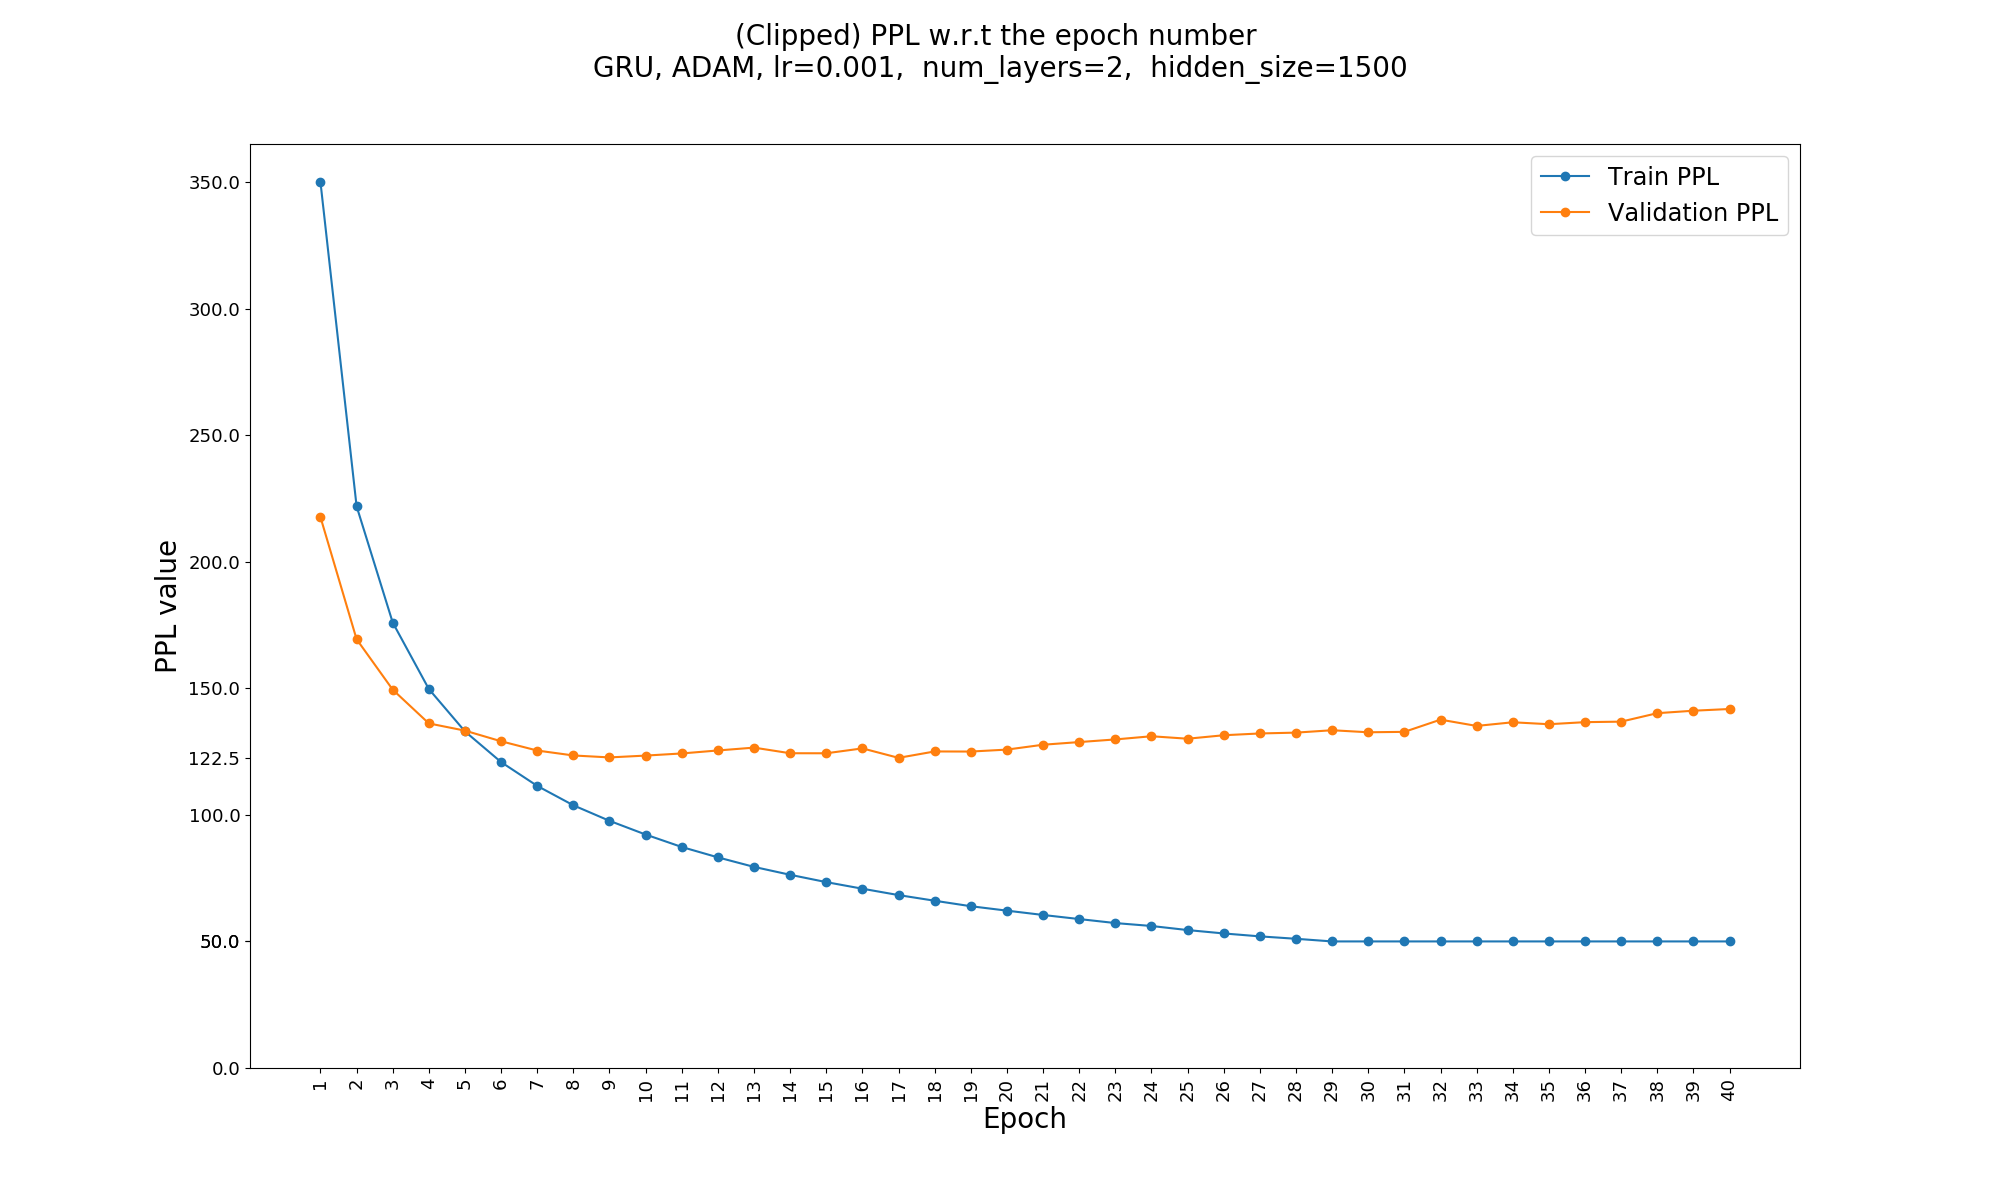 (Clipped) PPL w.r.t the epoch number
GRU, ADAM, lr=0.001,  num_layers=2,  hidden_size=1500
Train PPL
Validation PPL
350.0
300.0
250.0
200.0
150.0
122.5
100.0
50.0
0.0
PPL value
1 2 3 4 5 6 7 8 9 10 11 12 13 14 15 16 17 18 19 20 21 22 23 24 25 26 27 28 29 30 31 32 33 34 35 36 37 38 39 40
Epoch